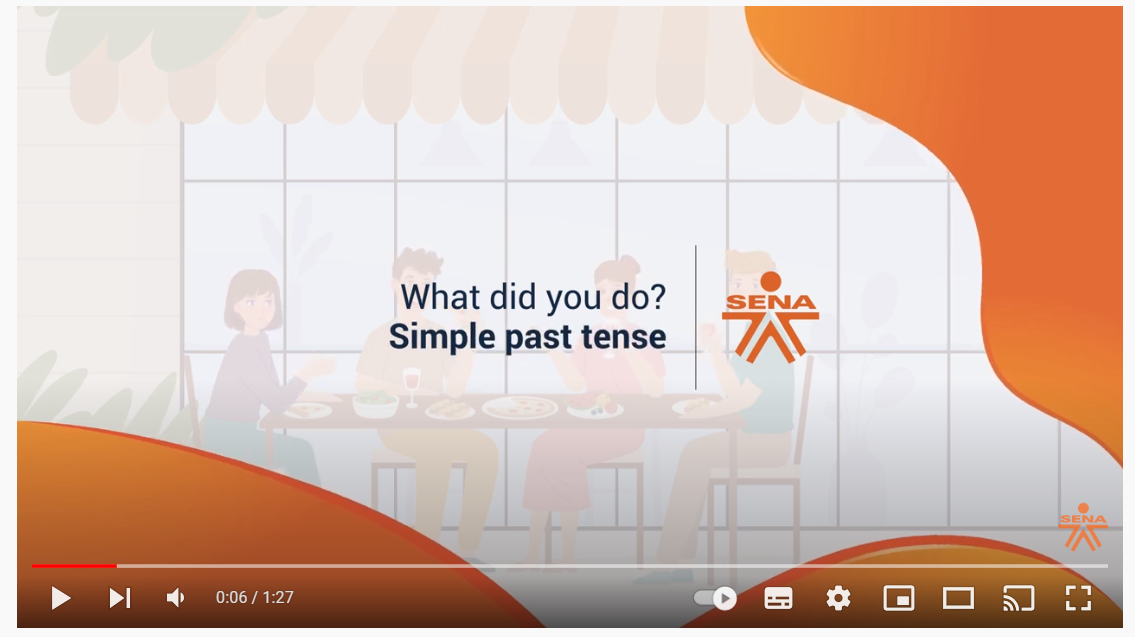 What did you do?
Simple past tense
SENA
SENA
0:06 / 1:27